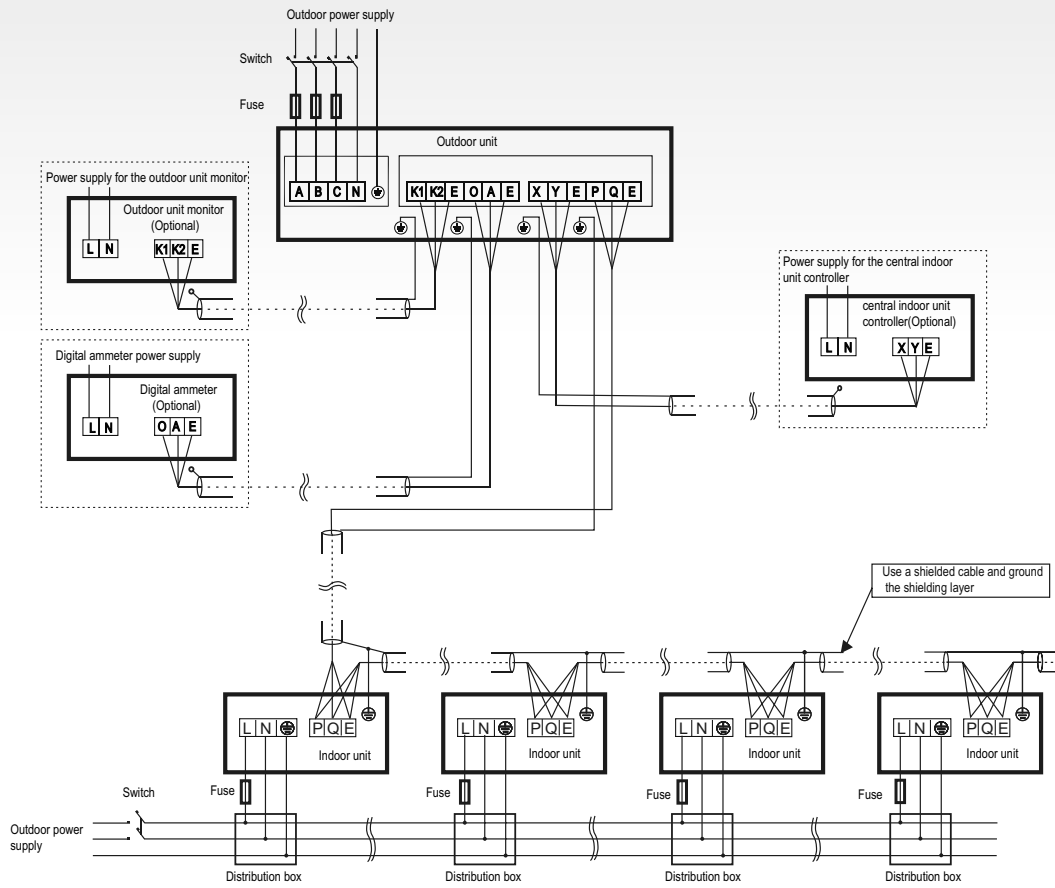 Outdoor power supply
Switch
Fuse
Outdoor unit
A B C N
K1 K2 E O A E X Y E P Q E
Power supply for the outdoor unit monitor
Outdoor unit monitor
(Optional)
L N K1 K2 E
Power supply for the central indoor
unit controller
central indoor unit
controller(Optional)
L N X Y E
Digital ammeter power supply
Digital ammeter
(Optional)
L N O A E
Use a shielded cable and ground
the shielding layer
L N P Q E
Indoor unit
L N P Q E
Indoor unit
L N P Q E
Indoor unit
L N P Q E
Indoor unit
Switch
Fuse
Fuse
Fuse
Fuse
Outdoor power
supply
Distribution box
Distribution box
Distribution box
Distribution box